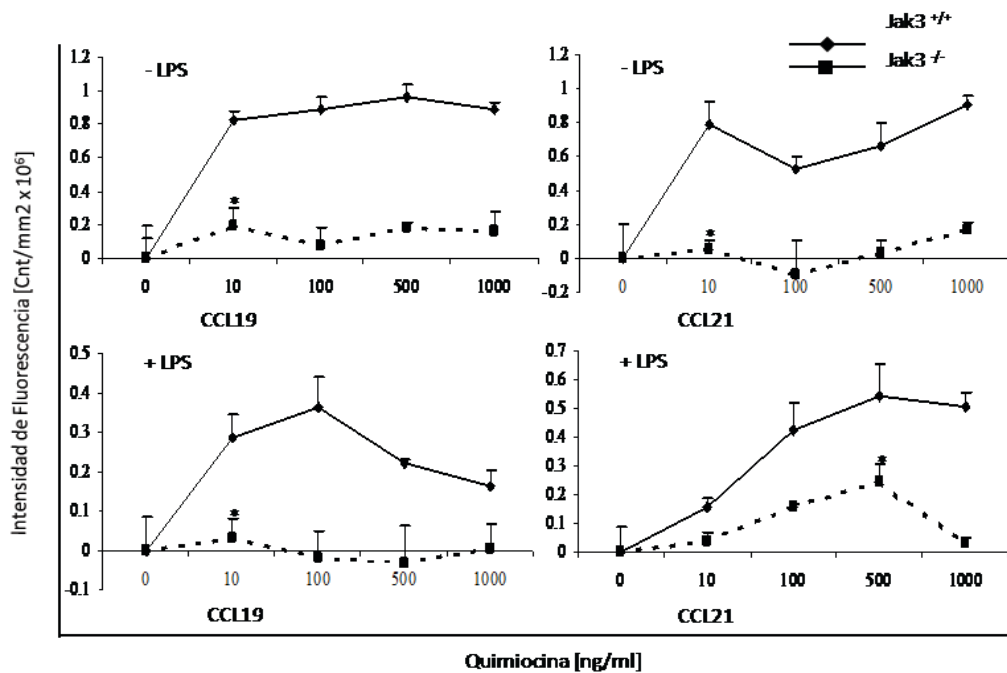 Jak3 +/+
Jak3 -/-
Intensidad de Fluorescencia [Cnt/mm2 x 10⁶]
- LPS
1.2
1
0.8
0.6
0.4
0.2
0
*
0 10 100 500 1000
CCL19
- LPS
1.2
1
0.8
0.6
0.4
0.2
0
-0.2
*
0 10 100 500 1000
CCL21
+ LPS
0.5
0.4
0.3
0.2
0.1
0
-0.1
*
0 10 100 500 1000
CCL19
+ LPS
0.7
0.6
0.5
0.4
0.3
0.2
0.1
0
*
0 10 100 500 1000
CCL21
Quimiocina [ng/ml]